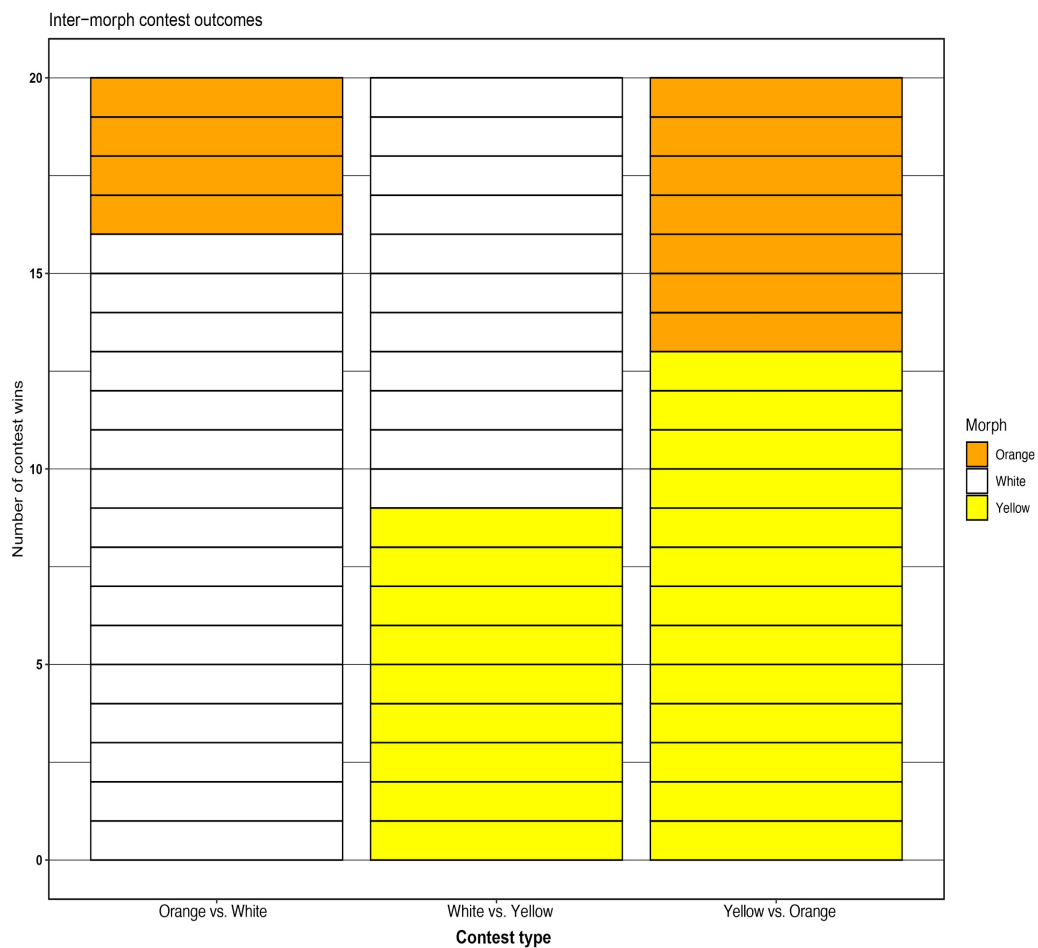 Inter−morph contest outcomes
20
15
10
5
0
Number of contest wins
Orange vs. White
White vs. Yellow
Yellow vs. Orange
Contest type
Morph
Orange
White
Yellow